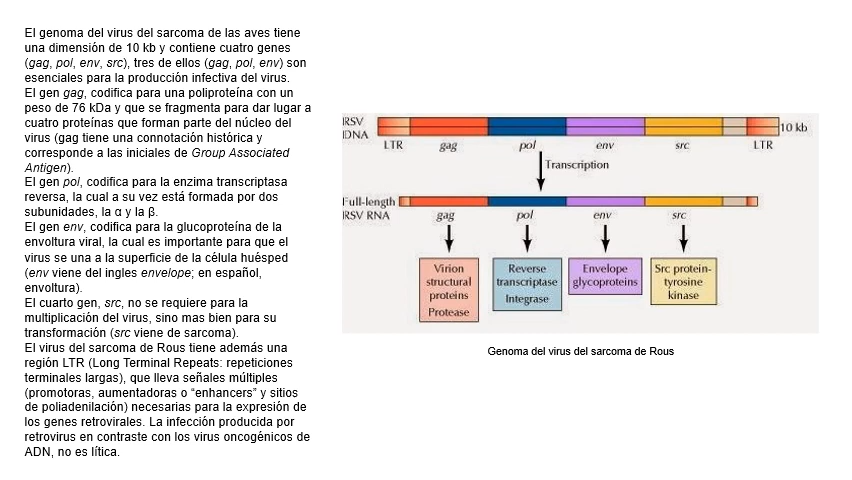 El genoma del virus del sarcoma de las aves tiene
una dimensión de 10 kb y contiene cuatro genes
(gag, pol, env, src), tres de ellos (gag, pol, env) son
esenciales para la producción infectiva del virus.
El gen gag, codifica para una poliproteína con un
peso de 76 kDa y que se fragmenta para dar lugar a
cuatro proteínas que forman parte del núcleo del
virus (gag tiene una connotación histórica y
corresponde a las iniciales de Group Associated
Antigen).
El gen pol, codifica para la enzima transcriptasa
reversa, la cual a su vez está formada por dos
subunidades, la α y la β.
El gen env, codifica para la glucoproteína de la
envoltura viral, la cual es importante para que el
virus se una a la superficie de la célula huésped
(env viene del ingles envelope; en español,
envoltura).
El cuarto gen, src, no se requiere para la
multiplicación del virus, sino mas bien para su
transformación (src viene de sarcoma).
El virus del sarcoma de Rous tiene además una
región LTR (Long Terminal Repeats: repeticiones
terminales largas), que lleva señales múltiples
(promotoras, aumentadoras o “enhancers” y sitios
de poliadenilación) necesarias para la expresión de
los genes retrovirales. La infección producida por
retrovirus en contraste con los virus oncogénicos de
ADN, no es lítica.
RSV
DNA
10 kb
LTR gag pol env src LTR
Transcription
Full-length
RSV RNA
gag pol env src
Virion
structural
proteins
Protease
Reverse
transcriptase
Integrase
Envelope
glycoproteins
Src protein-
tyrosine
kinase
Genoma del virus del sarcoma de Rous